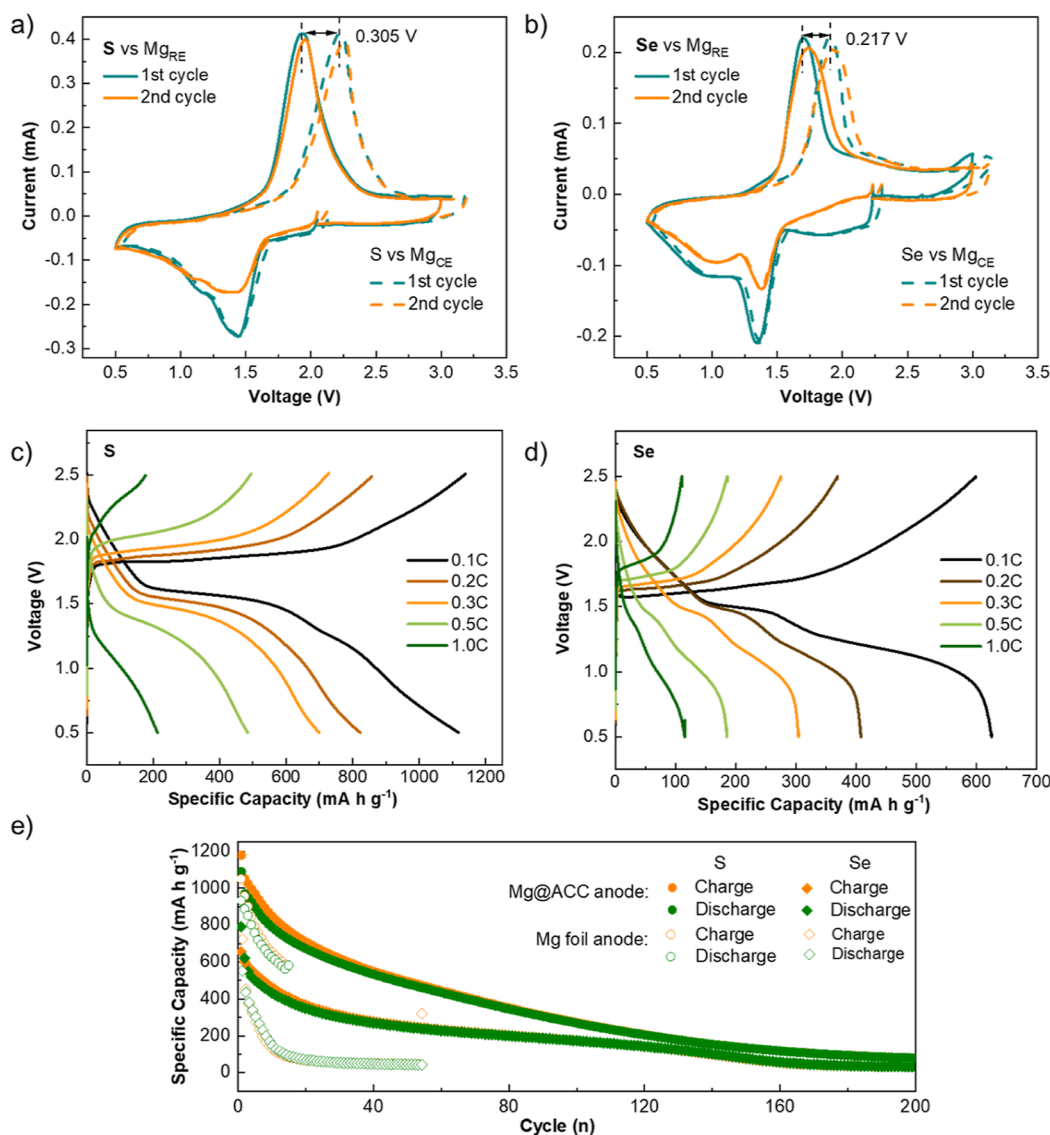 a)
0.4
0.3
0.2
0.1
0.0
-0.1
-0.2
-0.3
Current (mA)
0.5
1.0
1.5
2.0
2.5
3.0
3.5
Voltage (V)
S vs Mg_RE
1st cycle
2nd cycle
0.305 V
S vs Mg_CE
1st cycle
2nd cycle
b)
0.2
0.1
0.0
-0.1
-0.2
Current (mA)
0.5
1.0
1.5
2.0
2.5
3.0
3.5
Voltage (V)
Se vs Mg_RE
1st cycle
2nd cycle
0.217 V
Se vs Mg_CE
1st cycle
2nd cycle
c)
S
2.5
2.0
1.5
1.0
0.5
Voltage (V)
0.1C
0.2C
0.3C
0.5C
1.0C
0
200
400
600
800
1000
1200
Specific Capacity (mA h g⁻¹)
d)
Se
2.5
2.0
1.5
1.0
0.5
Voltage (V)
0.1C
0.2C
0.3C
0.5C
1.0C
0
100
200
300
400
500
600
700
Specific Capacity (mA h g⁻¹)
e)
1200
1000
800
600
400
200
0
Specific Capacity (mA h g⁻¹)
S Se
Mg@ACC anode: Charge Charge
Discharge Discharge
Mg foil anode: Charge Charge
Discharge Discharge
0
40
80
120
160
200
Cycle (n)